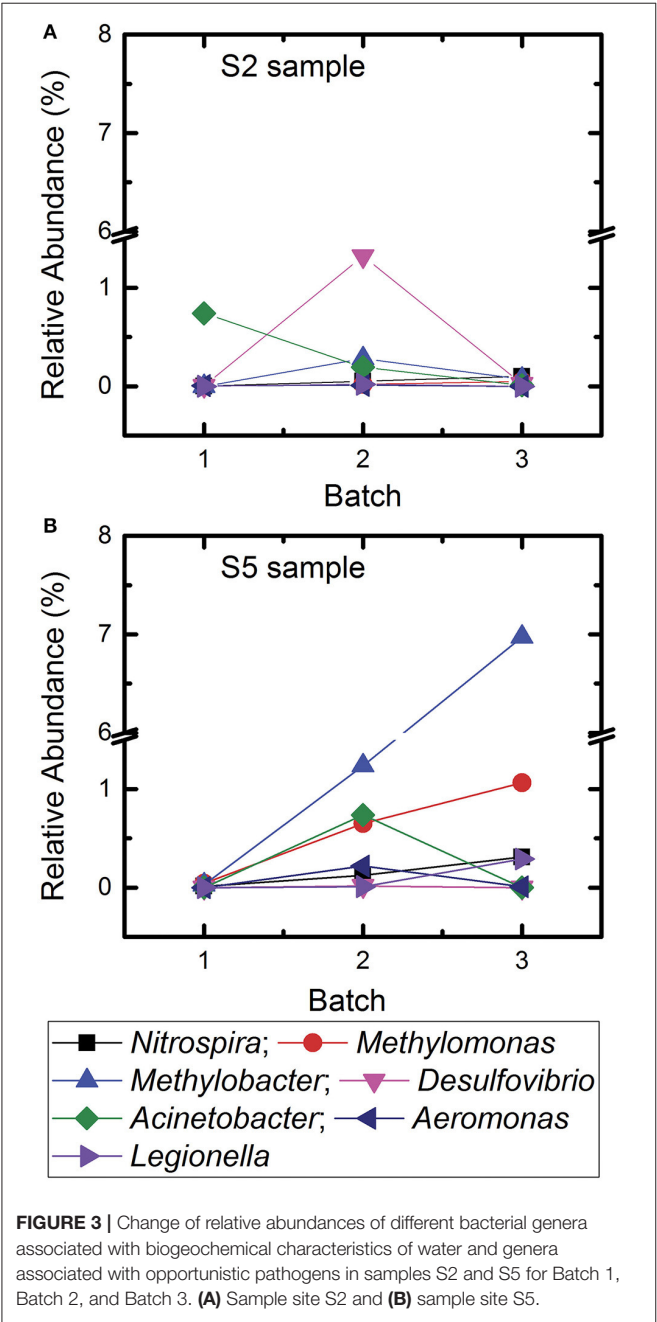 A
S2 sample
Relative Abundance (%)
8
7
6
1
0
1 2 3
Batch
B
S5 sample
Relative Abundance (%)
8
7
6
1
0
1 2 3
Batch
Nitrospira; Methylomonas
Methylobacter; Desulfovibrio
Acinetobacter; Aeromonas
Legionella
FIGURE 3 | Change of relative abundances of different bacterial genera
associated with biogeochemical characteristics of water and genera
associated with opportunistic pathogens in samples S2 and S5 for Batch 1,
Batch 2, and Batch 3. (A) Sample site S2 and (B) sample site S5.